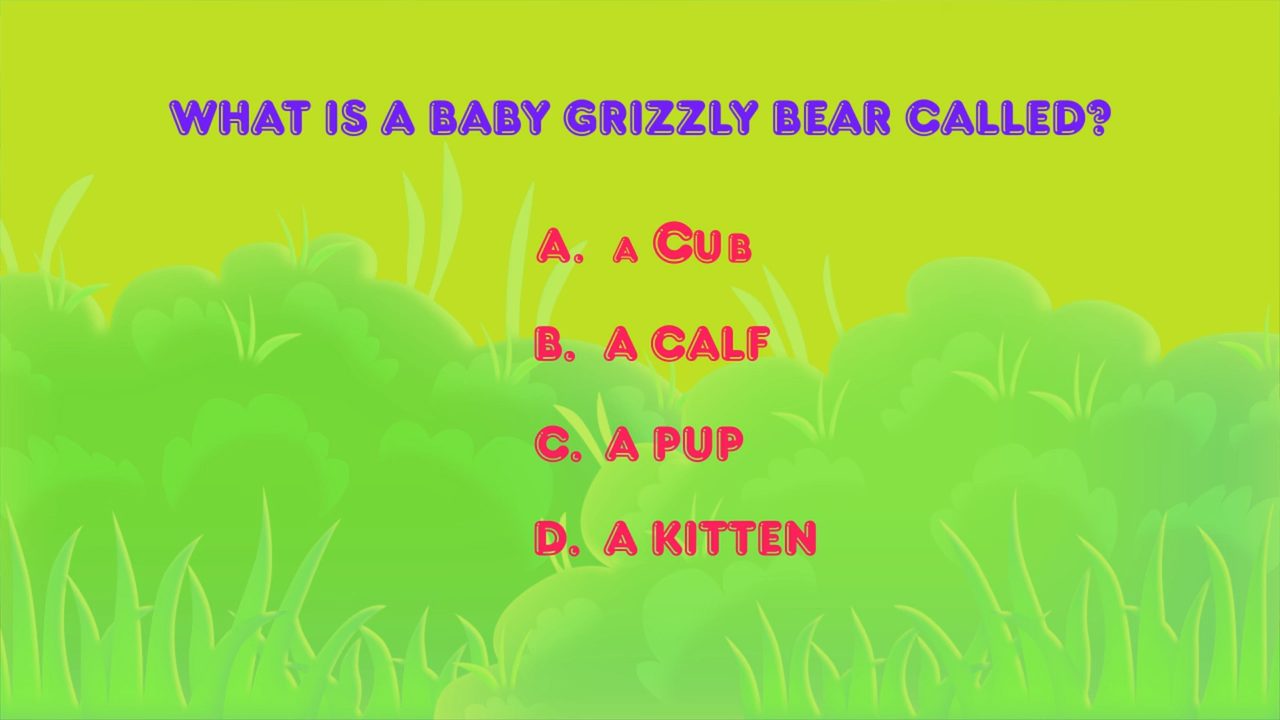 WHAT IS A BABY GRIZZLY BEAR CALLED?
A. A CUB
B. A CALF
C. A PUP
D. A KITTEN